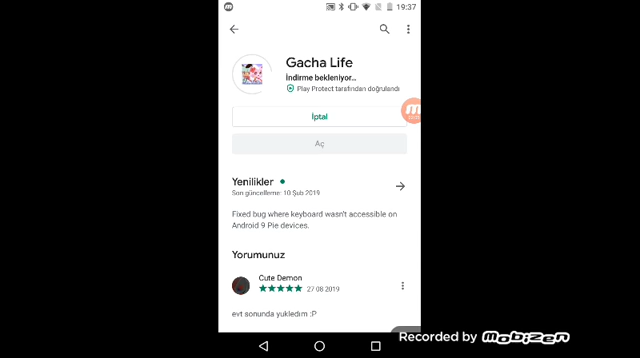 19:37
Gacha Life
İndirme bekleniyor...
Play Protect tarafından doğrulandı
İptal
Aç
Yenilikler
Son güncelleme: 10 Şub 2019
Fixed bug where keyboard wasn't accessible on
Android 9 Pie devices.
Yorumunuz
Cute Demon
27 08 2019
evt sonunda yukledım :P
Recorded by Mobizen